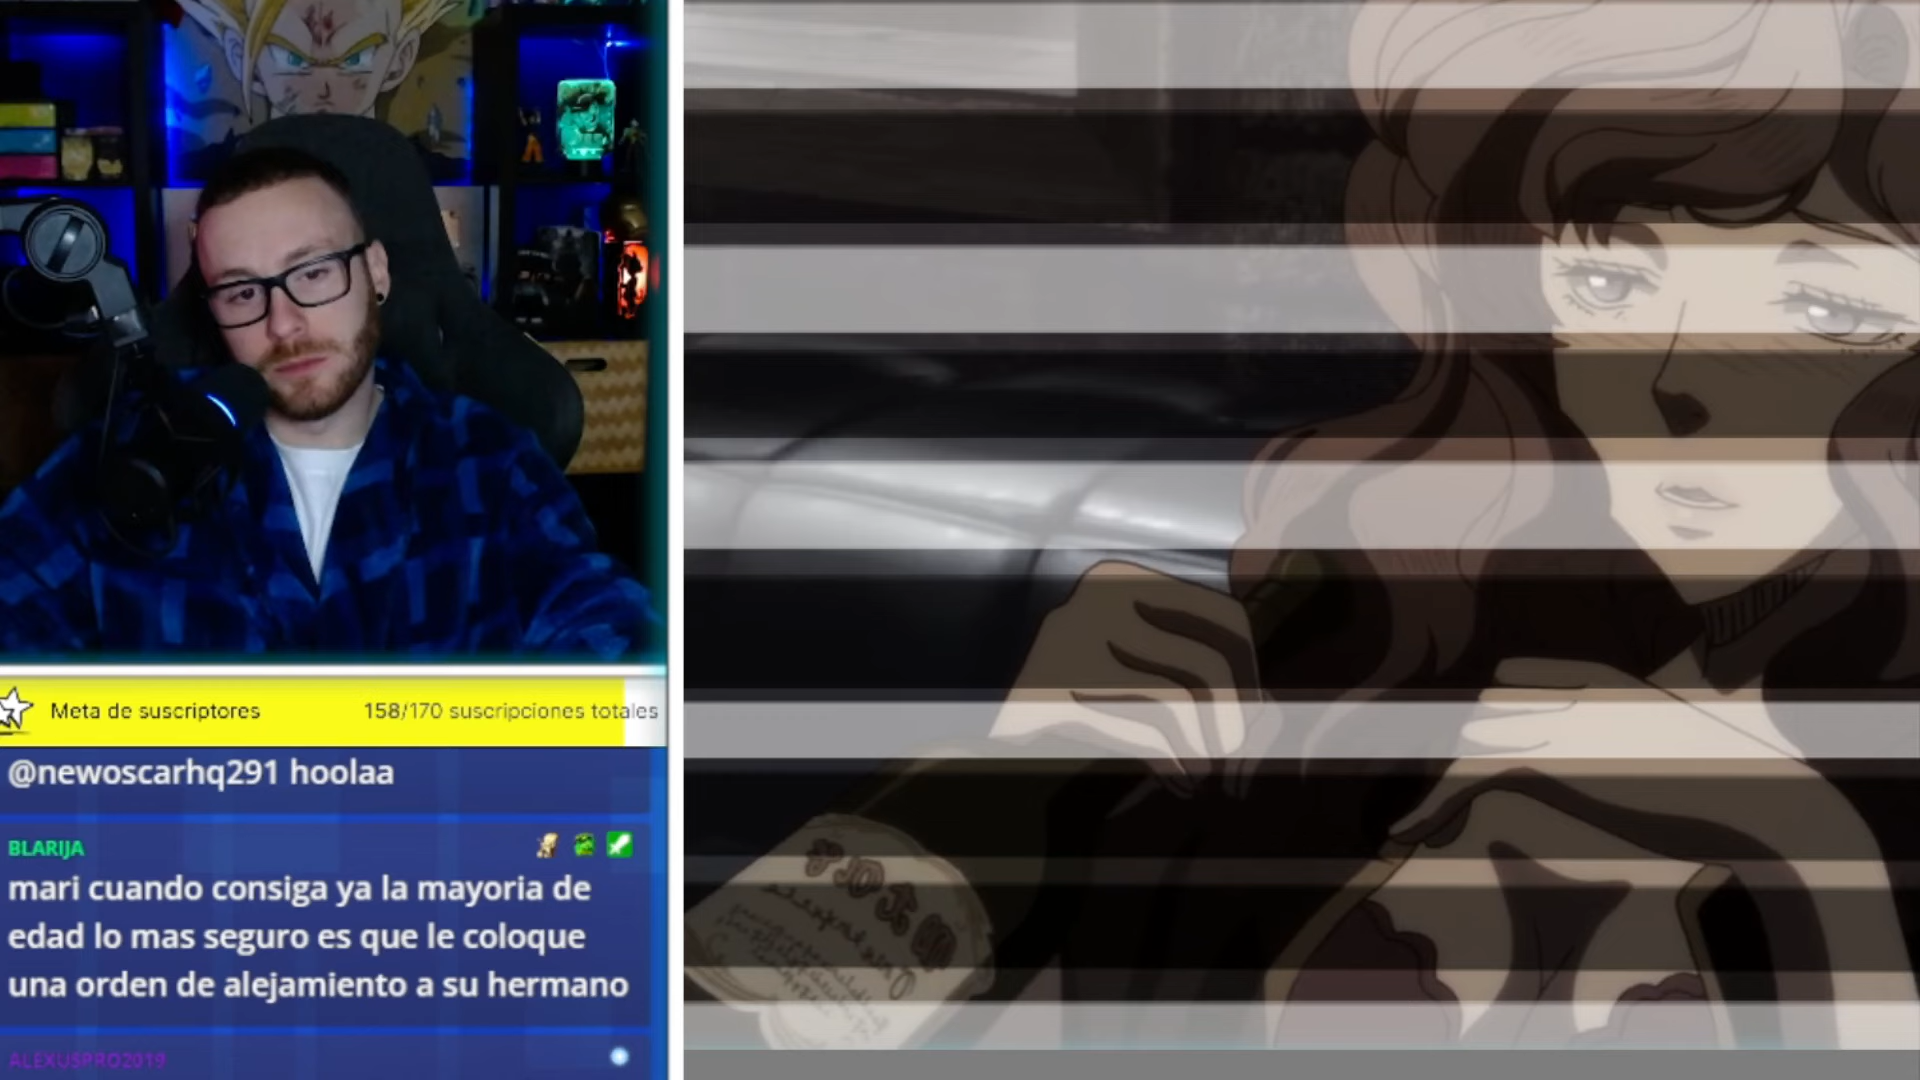 Meta de suscriptores 158/170 suscripciones totales
@newoscarhq291 hoolaa
BLARIJA
mari cuando consiga ya la mayoria de
edad lo mas seguro es que le coloque
una orden de alejamiento a su hermano
ALEXUSPRO2019